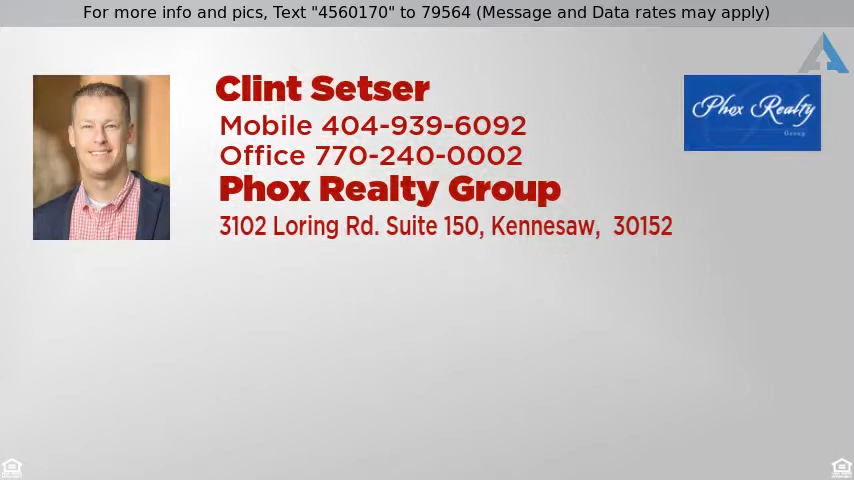 For more info and pics, Text "4560170" to 79564 (Message and Data rates may apply)
Clint Setser
Mobile 404-939-6092
Office 770-240-0002
Phox Realty Group
3102 Loring Rd. Suite 150, Kennesaw, 30152
Phox Realty
Group